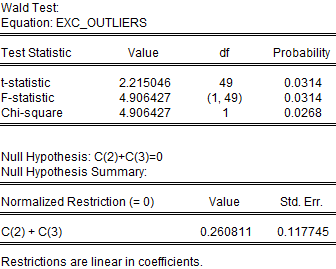 Wald Test:
Equation: EXC_OUTLIERS
Test Statistic Value df Probability
t-statistic 2.215046 49 0.0314
F-statistic 4.906427 (1, 49) 0.0314
Chi-square 4.906427 1 0.0268
Null Hypothesis: C(2)+C(3)=0
Null Hypothesis Summary:
Normalized Restriction (= 0) Value Std. Err.
C(2) + C(3) 0.260811 0.117745
Restrictions are linear in coefficients.